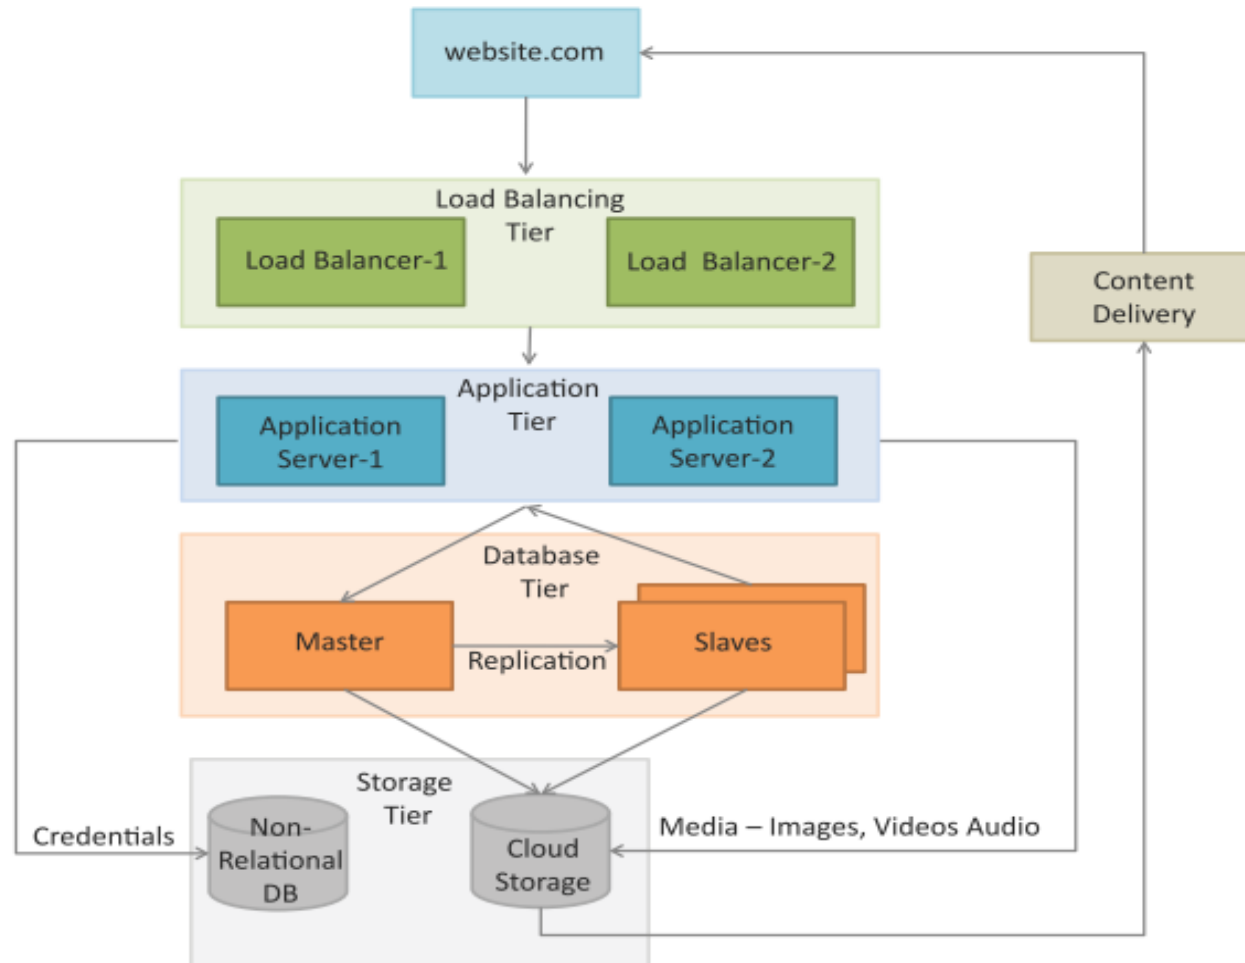 website.com
Load Balancing
Tier
Load Balancer-1
Load Balancer-2
Content
Delivery
Application
Tier
Application
Server-1
Application
Server-2
Database
Tier
Master
Replication
Slaves
Storage
Tier
Credentials
Non-
Relational
DB
Cloud
Storage
Media – Images, Videos Audio